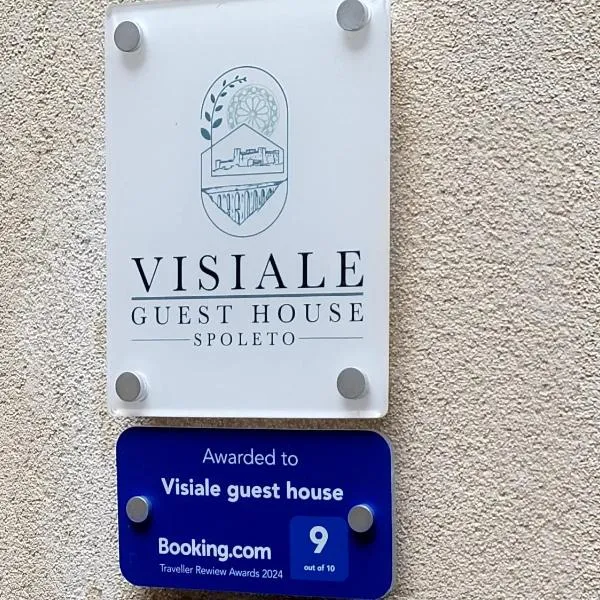 VISIALE
GUEST HOUSE
SPOLETO
Awarded to
Visiale guest house
Booking.com
Traveller Rewiew Awards 2024
9
out of 10